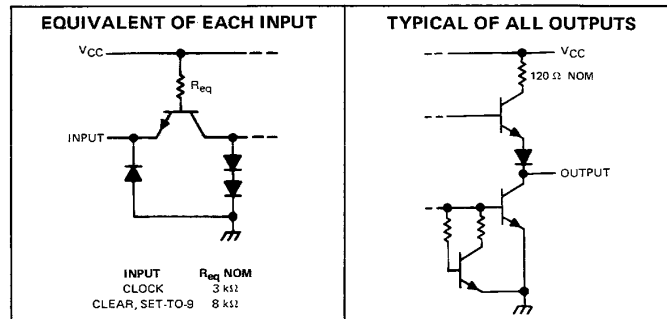 EQUIVALENT OF EACH INPUT
VCC
Req
INPUT
INPUT Req NOM
CLOCK 3 kΩ
CLEAR, SET-TO-9 8 kΩ
TYPICAL OF ALL OUTPUTS
VCC
120 Ω NOM
OUTPUT